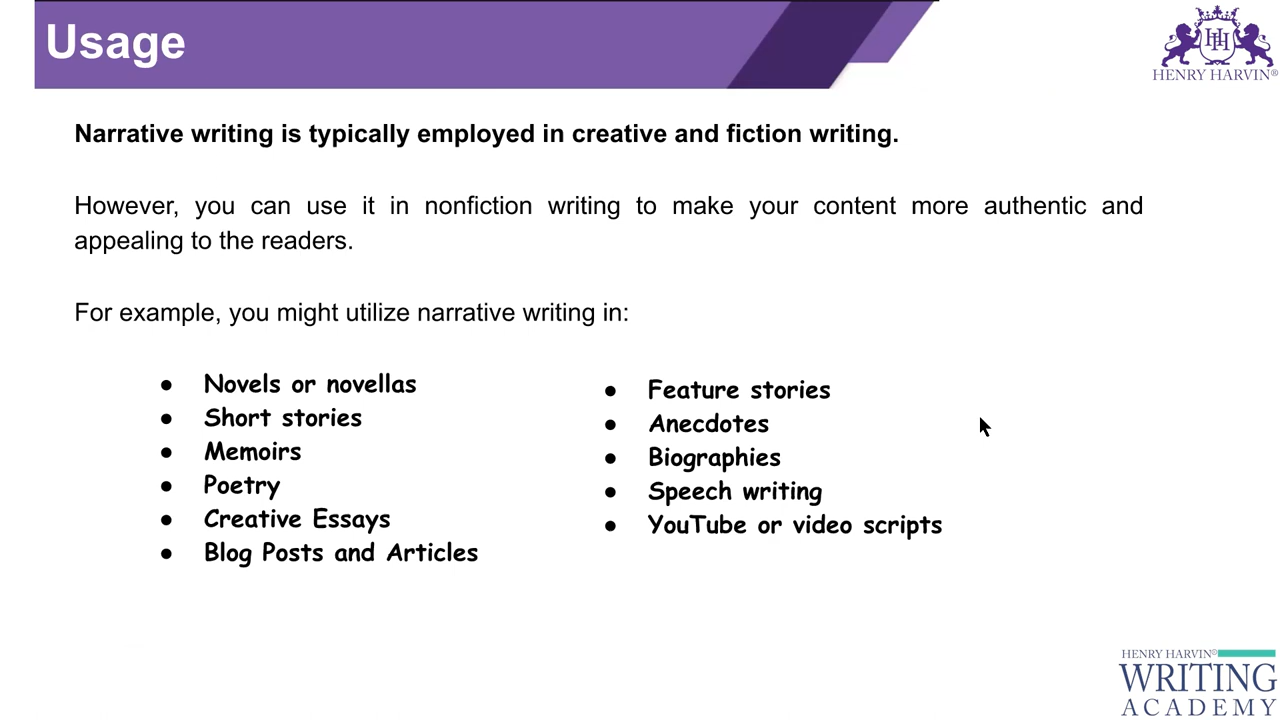 Usage
HENRY HARVIN®
Narrative writing is typically employed in creative and fiction writing.
However, you can use it in nonfiction writing to make your content more authentic and
appealing to the readers.
For example, you might utilize narrative writing in:
● Novels or novellas
● Short stories
● Memoirs
● Poetry
● Creative Essays
● Blog Posts and Articles
● Feature stories
● Anecdotes
● Biographies
● Speech writing
● YouTube or video scripts
HENRY HARVIN®
WRITING
ACADEMY